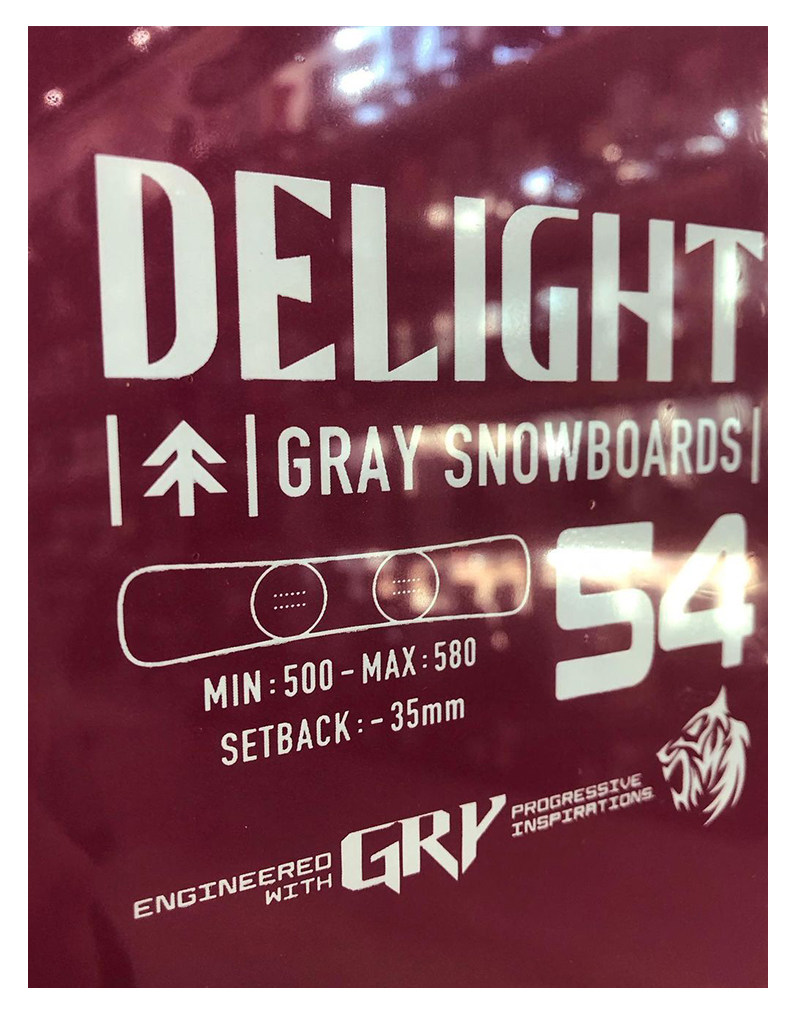 DELIGHT
GRAY SNOWBOARDS
54
MIN:500-MAX:580
SETBACK:-35mm
ENGINEERED
WITH
GRY
PROGRESSIVE
INSPIRATIONS